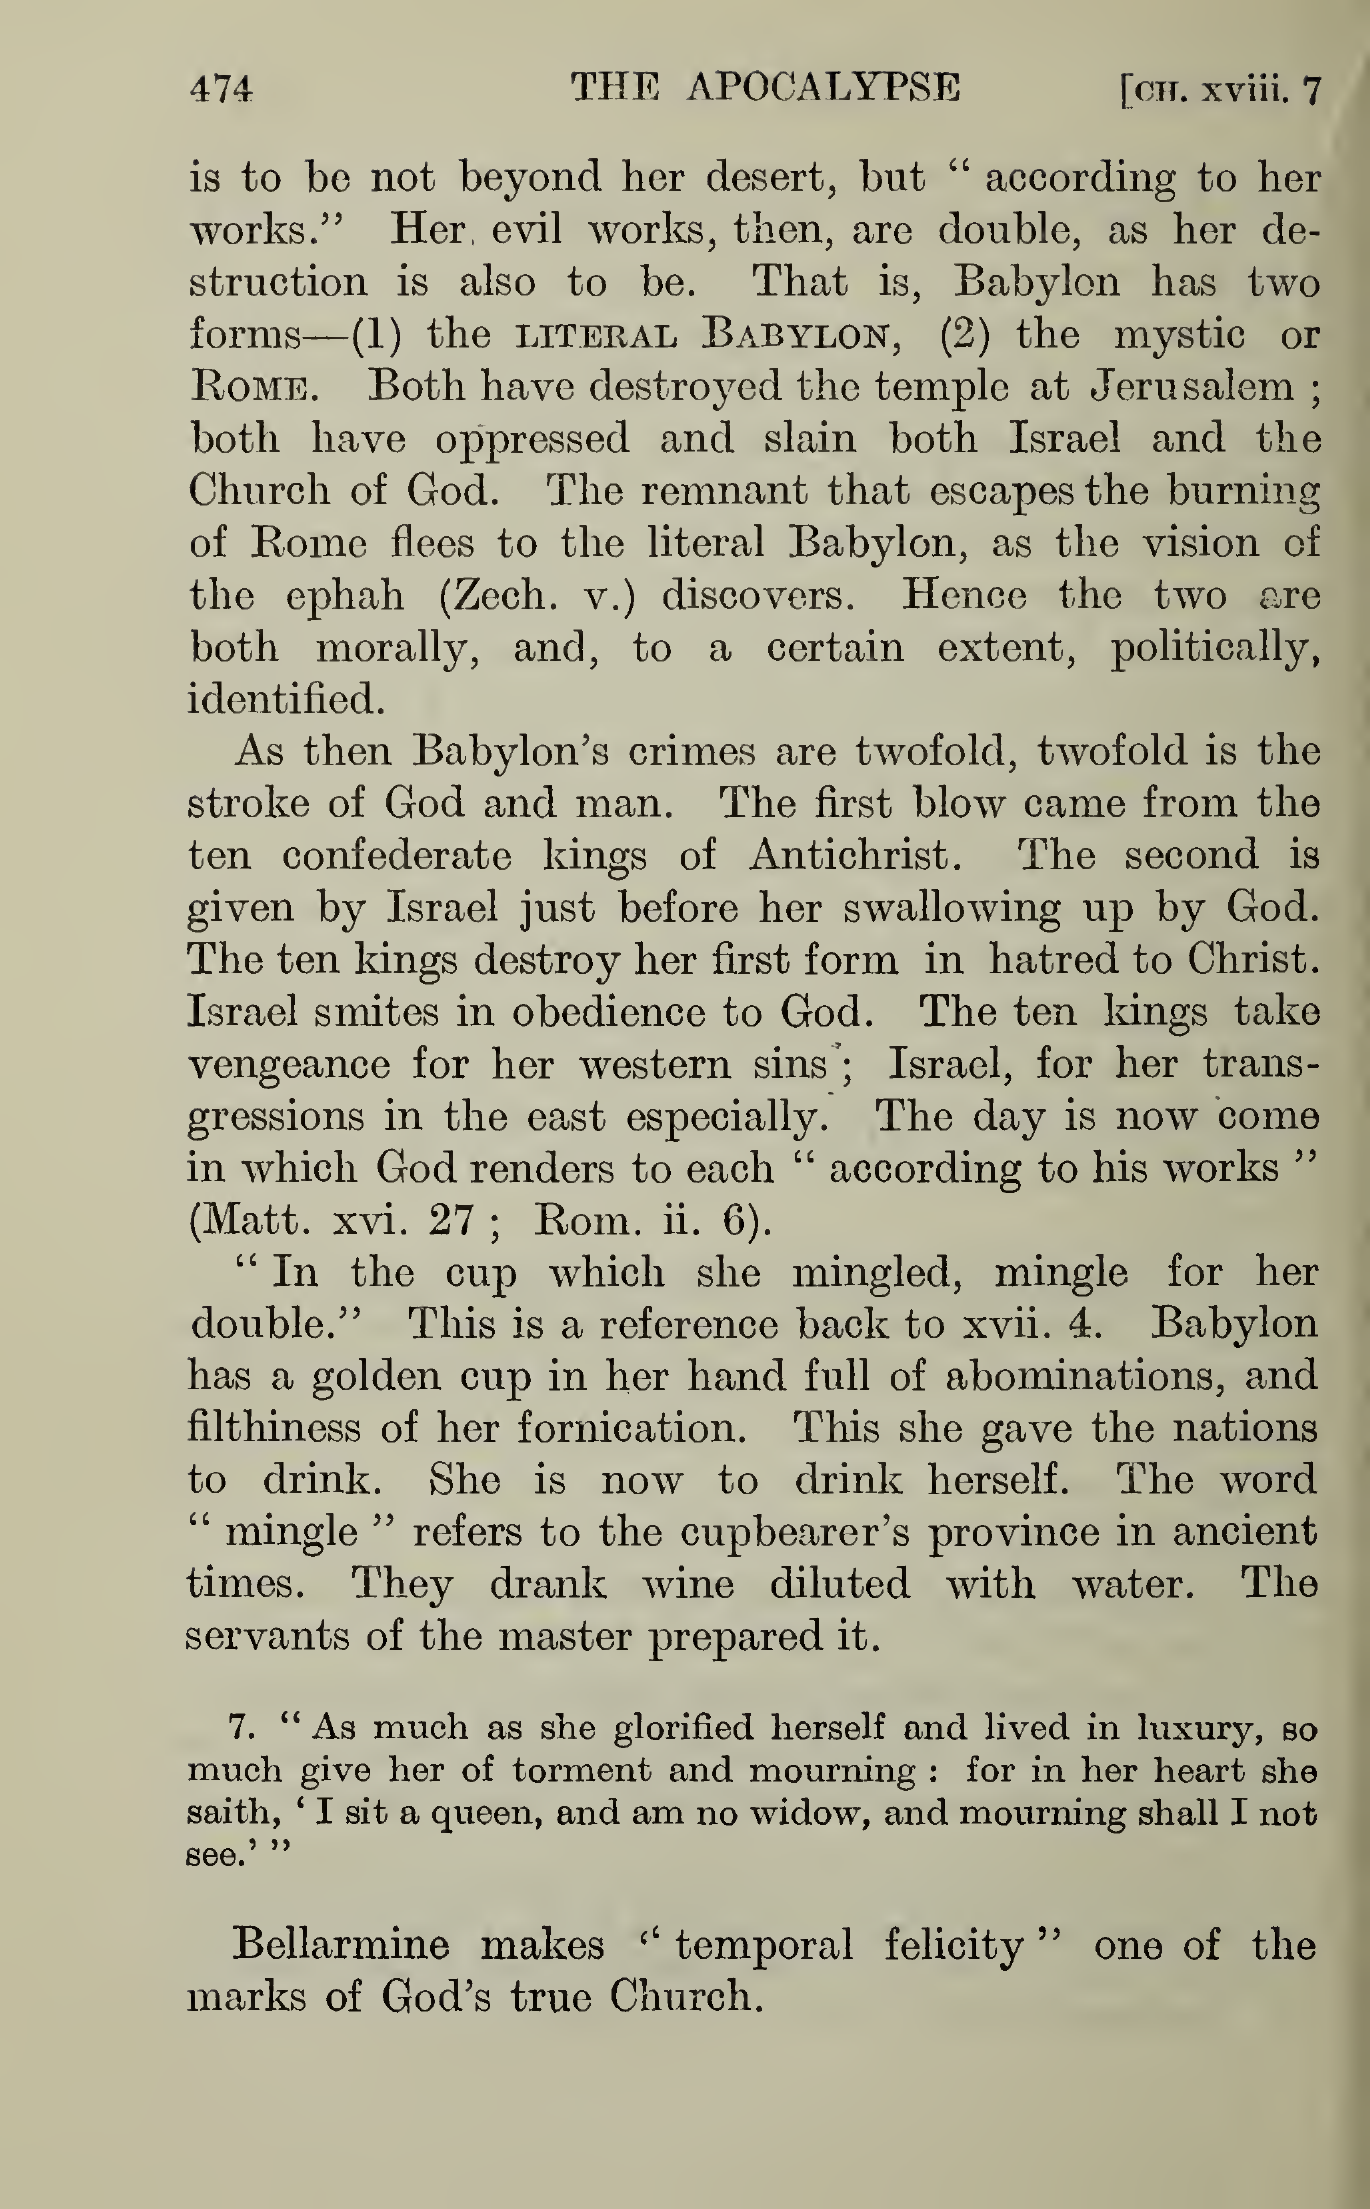 474 THE APOCALYPSE [CH. xviii. 7
is to be not beyond her desert, but “ according to her
works.” Her evil works, then, are double, as her de-
struction is also to be. That is, Babylon has two
forms—(1) the LITERAL BABYLON, (2) the mystic or
ROME. Both have destroyed the temple at Jerusalem ;
both have oppressed and slain both Israel and the
Church of God. The remnant that escapes the burning
of Rome flees to the literal Babylon, as the vision of
the ephah (Zech. v.) discovers. Hence the two are
both morally, and, to a certain extent, politically,
identified.
As then Babylon’s crimes are twofold, twofold is the
stroke of God and man. The first blow came from the
ten confederate kings of Antichrist. The second is
given by Israel just before her swallowing up by God.
The ten kings destroy her first form in hatred to Christ.
Israel smites in obedience to God. The ten kings take
vengeance for her western sins ; Israel, for her trans-
gressions in the east especially. The day is now come
in which God renders to each “ according to his works ”
(Matt. xvi. 27 ; Rom. ii. 6).
“ In the cup which she mingled, mingle for her
double.” This is a reference back to xvii. 4. Babylon
has a golden cup in her hand full of abominations, and
filthiness of her fornication. This she gave the nations
to drink. She is now to drink herself. The word
“ mingle ” refers to the cupbearer’s province in ancient
times. They drank wine diluted with water. The
servants of the master prepared it.
7. “ As much as she glorified herself and lived in luxury, so
much give her of torment and mourning : for in her heart she
saith, ‘ I sit a queen, and am no widow, and mourning shall I not
see.’ ”
Bellarmine makes “ temporal felicity ” one of the
marks of God’s true Church.